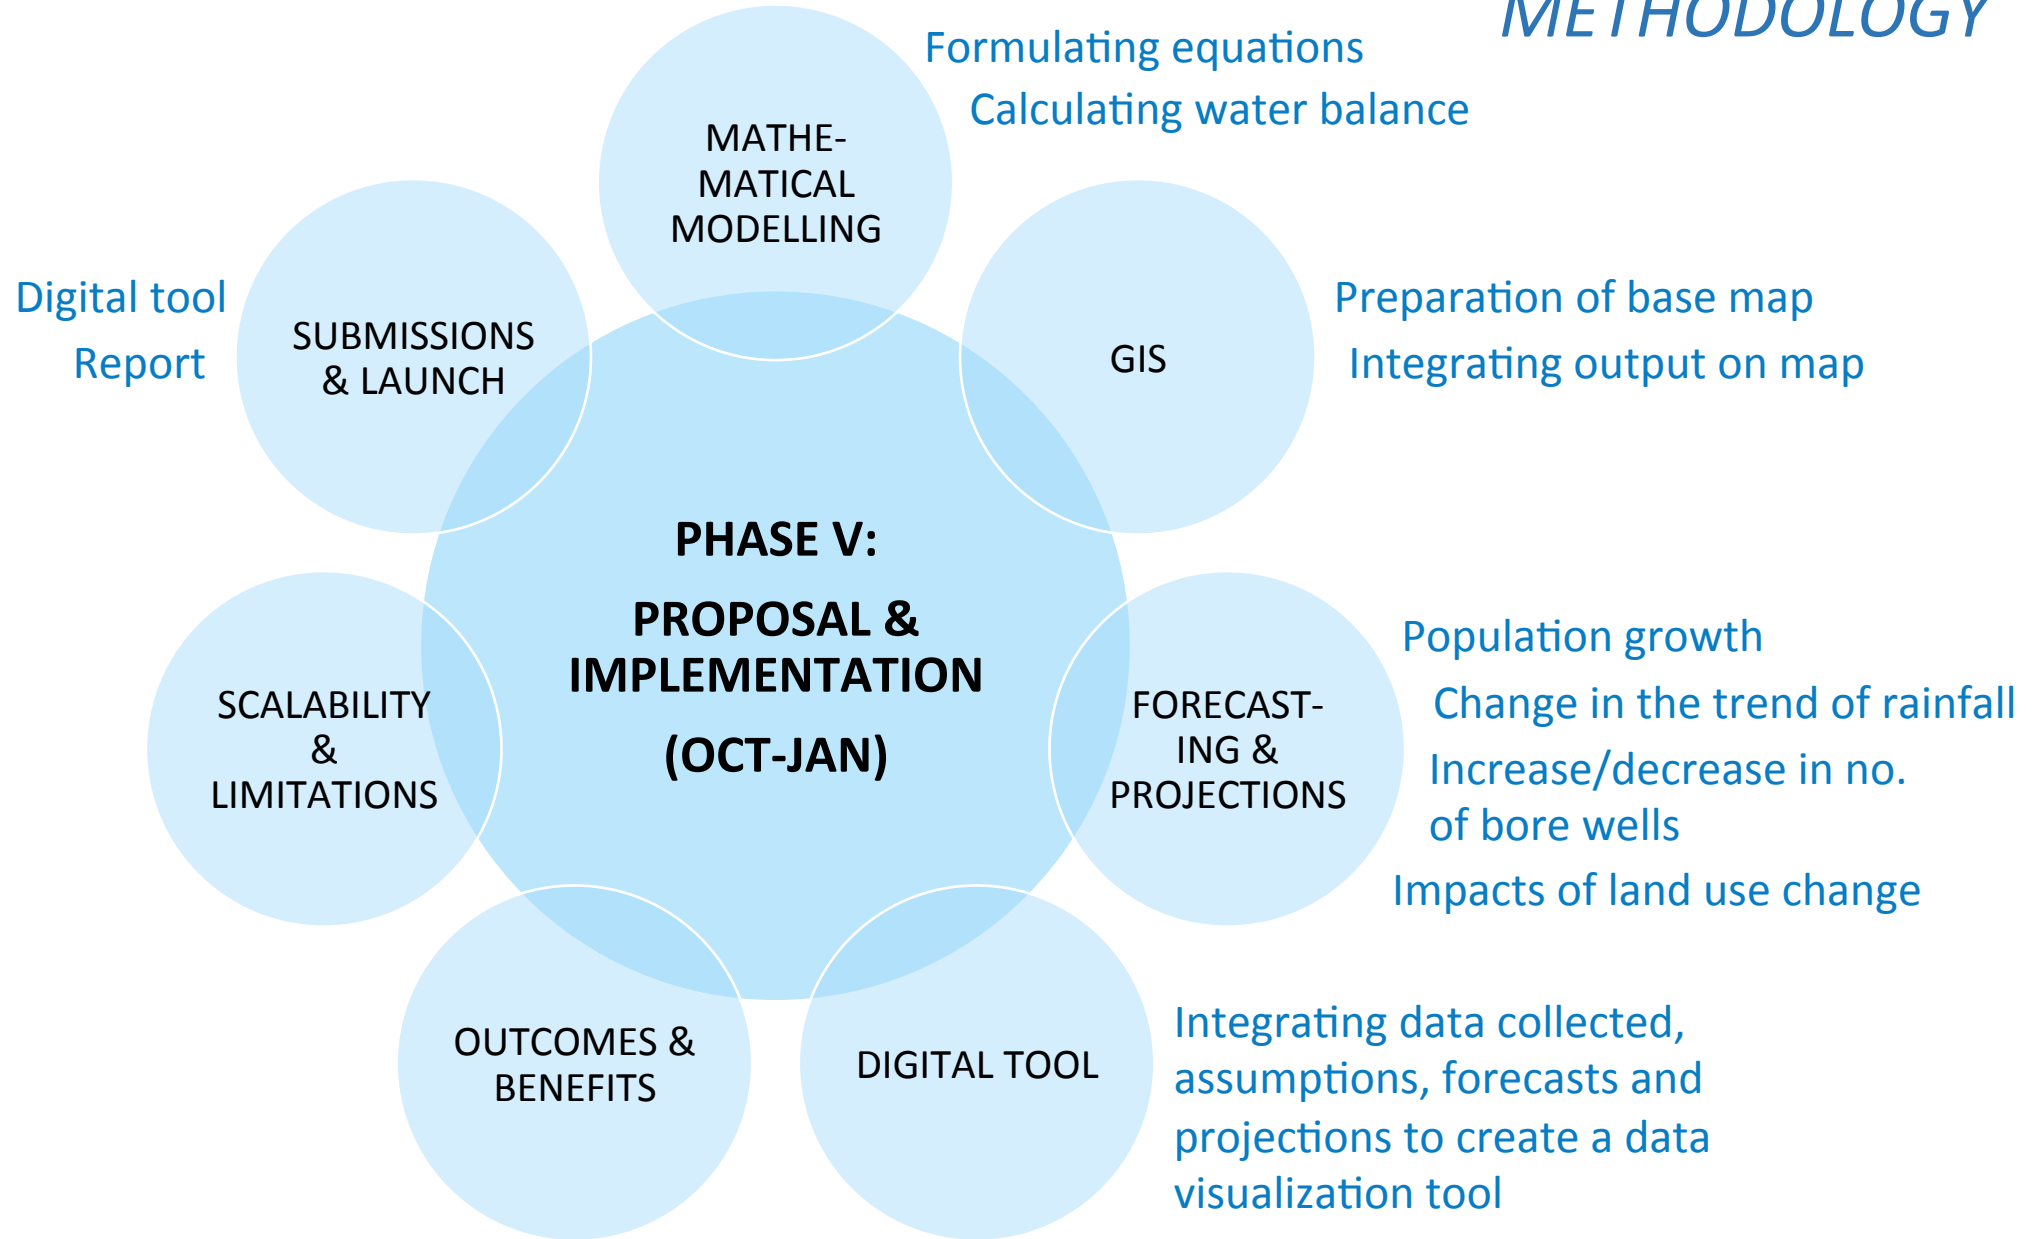 METHODOLOGY
Formulating equations
Calculating water balance
MATHE-
MATICAL
MODELLING
Digital tool
Report
SUBMISSIONS
& LAUNCH
GIS
Preparation of base map
Integrating output on map
PHASE V:
PROPOSAL &
IMPLEMENTATION
(OCT-JAN)
SCALABILITY
&
LIMITATIONS
FORECAST-
ING &
PROJECTIONS
Population growth
Change in the trend of rainfall
Increase/decrease in no.
of bore wells
Impacts of land use change
OUTCOMES &
BENEFITS
DIGITAL TOOL
Integrating data collected,
assumptions, forecasts and
projections to create a data
visualization tool